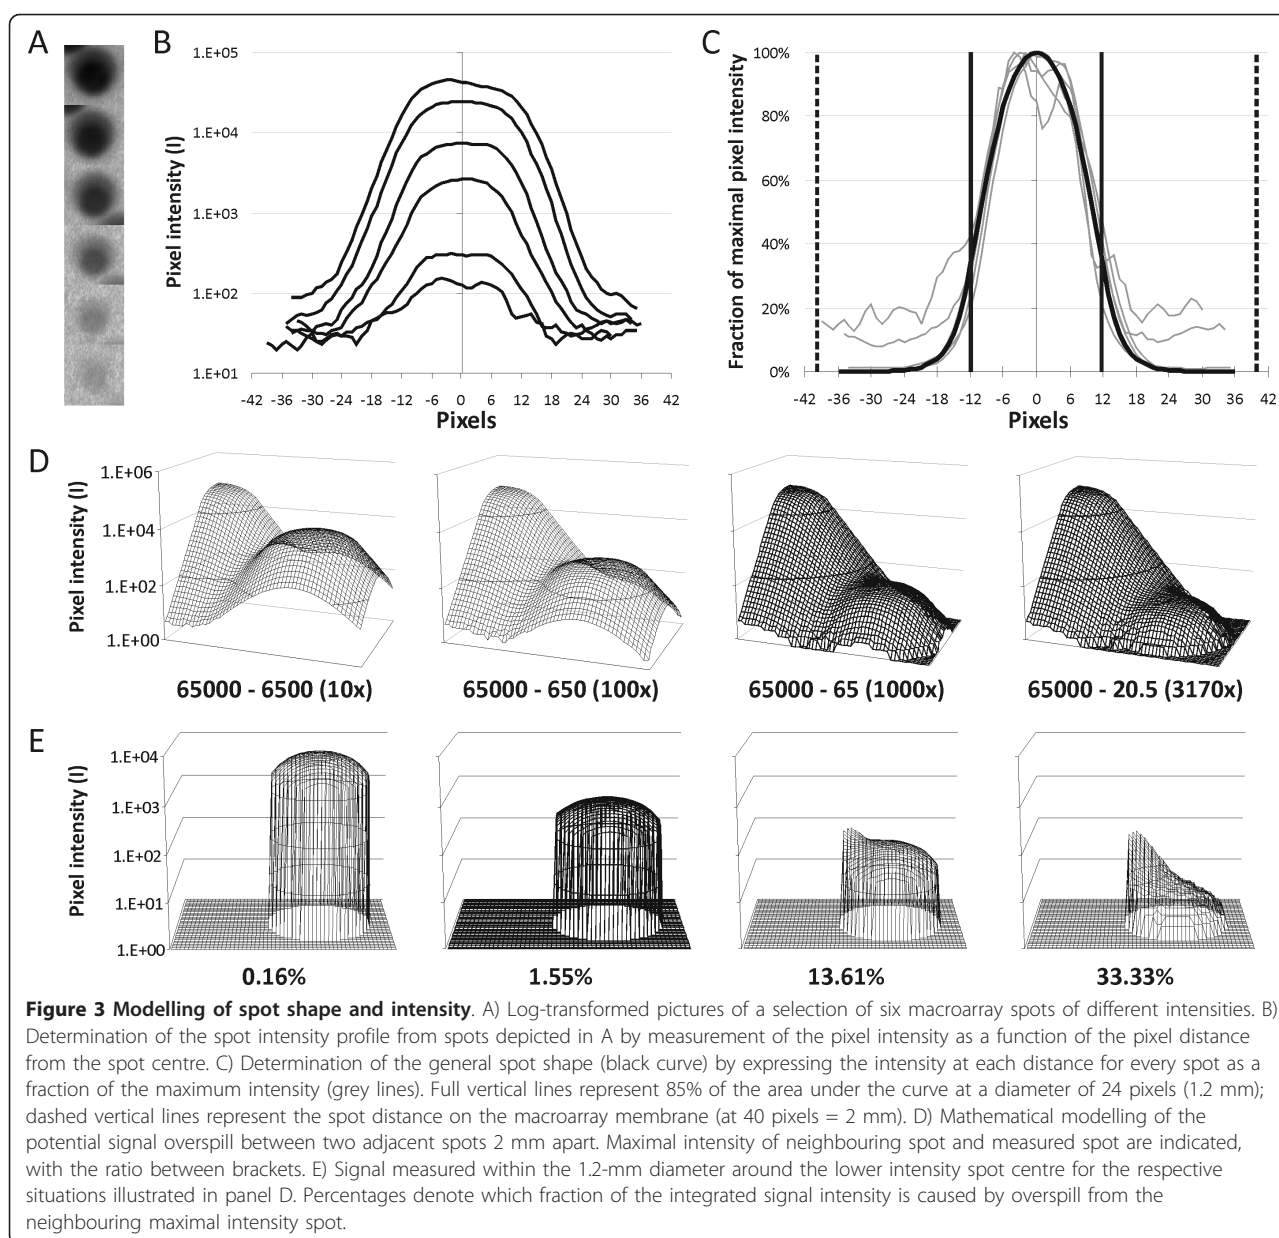 A
B
C
1.E+05
1.E+04
1.E+03
1.E+02
1.E+01
Pixel intensity (I)
-42 -36 -30 -24 -18 -12 -6 0 6 12 18 24 30 36 42
Pixels
100%
80%
60%
40%
20%
0%
Fraction of maximal pixel intensity
-42 -36 -30 -24 -18 -12 -6 0 6 12 18 24 30 36 42
Pixels
D
1.E+06
1.E+04
1.E+02
1.E+00
Pixel intensity (I)
65000 - 6500 (10x)
65000 - 650 (100x)
65000 - 65 (1000x)
65000 - 20.5 (3170x)
E
1.E+04
1.E+03
1.E+02
1.E+01
1.E+00
Pixel intensity (I)
0.16%
1.55%
13.61%
33.33%
Figure 3 Modelling of spot shape and intensity. A) Log-transformed pictures of a selection of six macroarray spots of different intensities. B)
Determination of the spot intensity profile from spots depicted in A by measurement of the pixel intensity as a function of the pixel distance
from the spot centre. C) Determination of the general spot shape (black curve) by expressing the intensity at each distance for every spot as a
fraction of the maximum intensity (grey lines). Full vertical lines represent 85% of the area under the curve at a diameter of 24 pixels (1.2 mm);
dashed vertical lines represent the spot distance on the macroarray membrane (at 40 pixels = 2 mm). D) Mathematical modelling of the
potential signal overspill between two adjacent spots 2 mm apart. Maximal intensity of neighbouring spot and measured spot are indicated,
with the ratio between brackets. E) Signal measured within the 1.2-mm diameter around the lower intensity spot centre for the respective
situations illustrated in panel D. Percentages denote which fraction of the integrated signal intensity is caused by overspill from the
neighbouring maximal intensity spot.